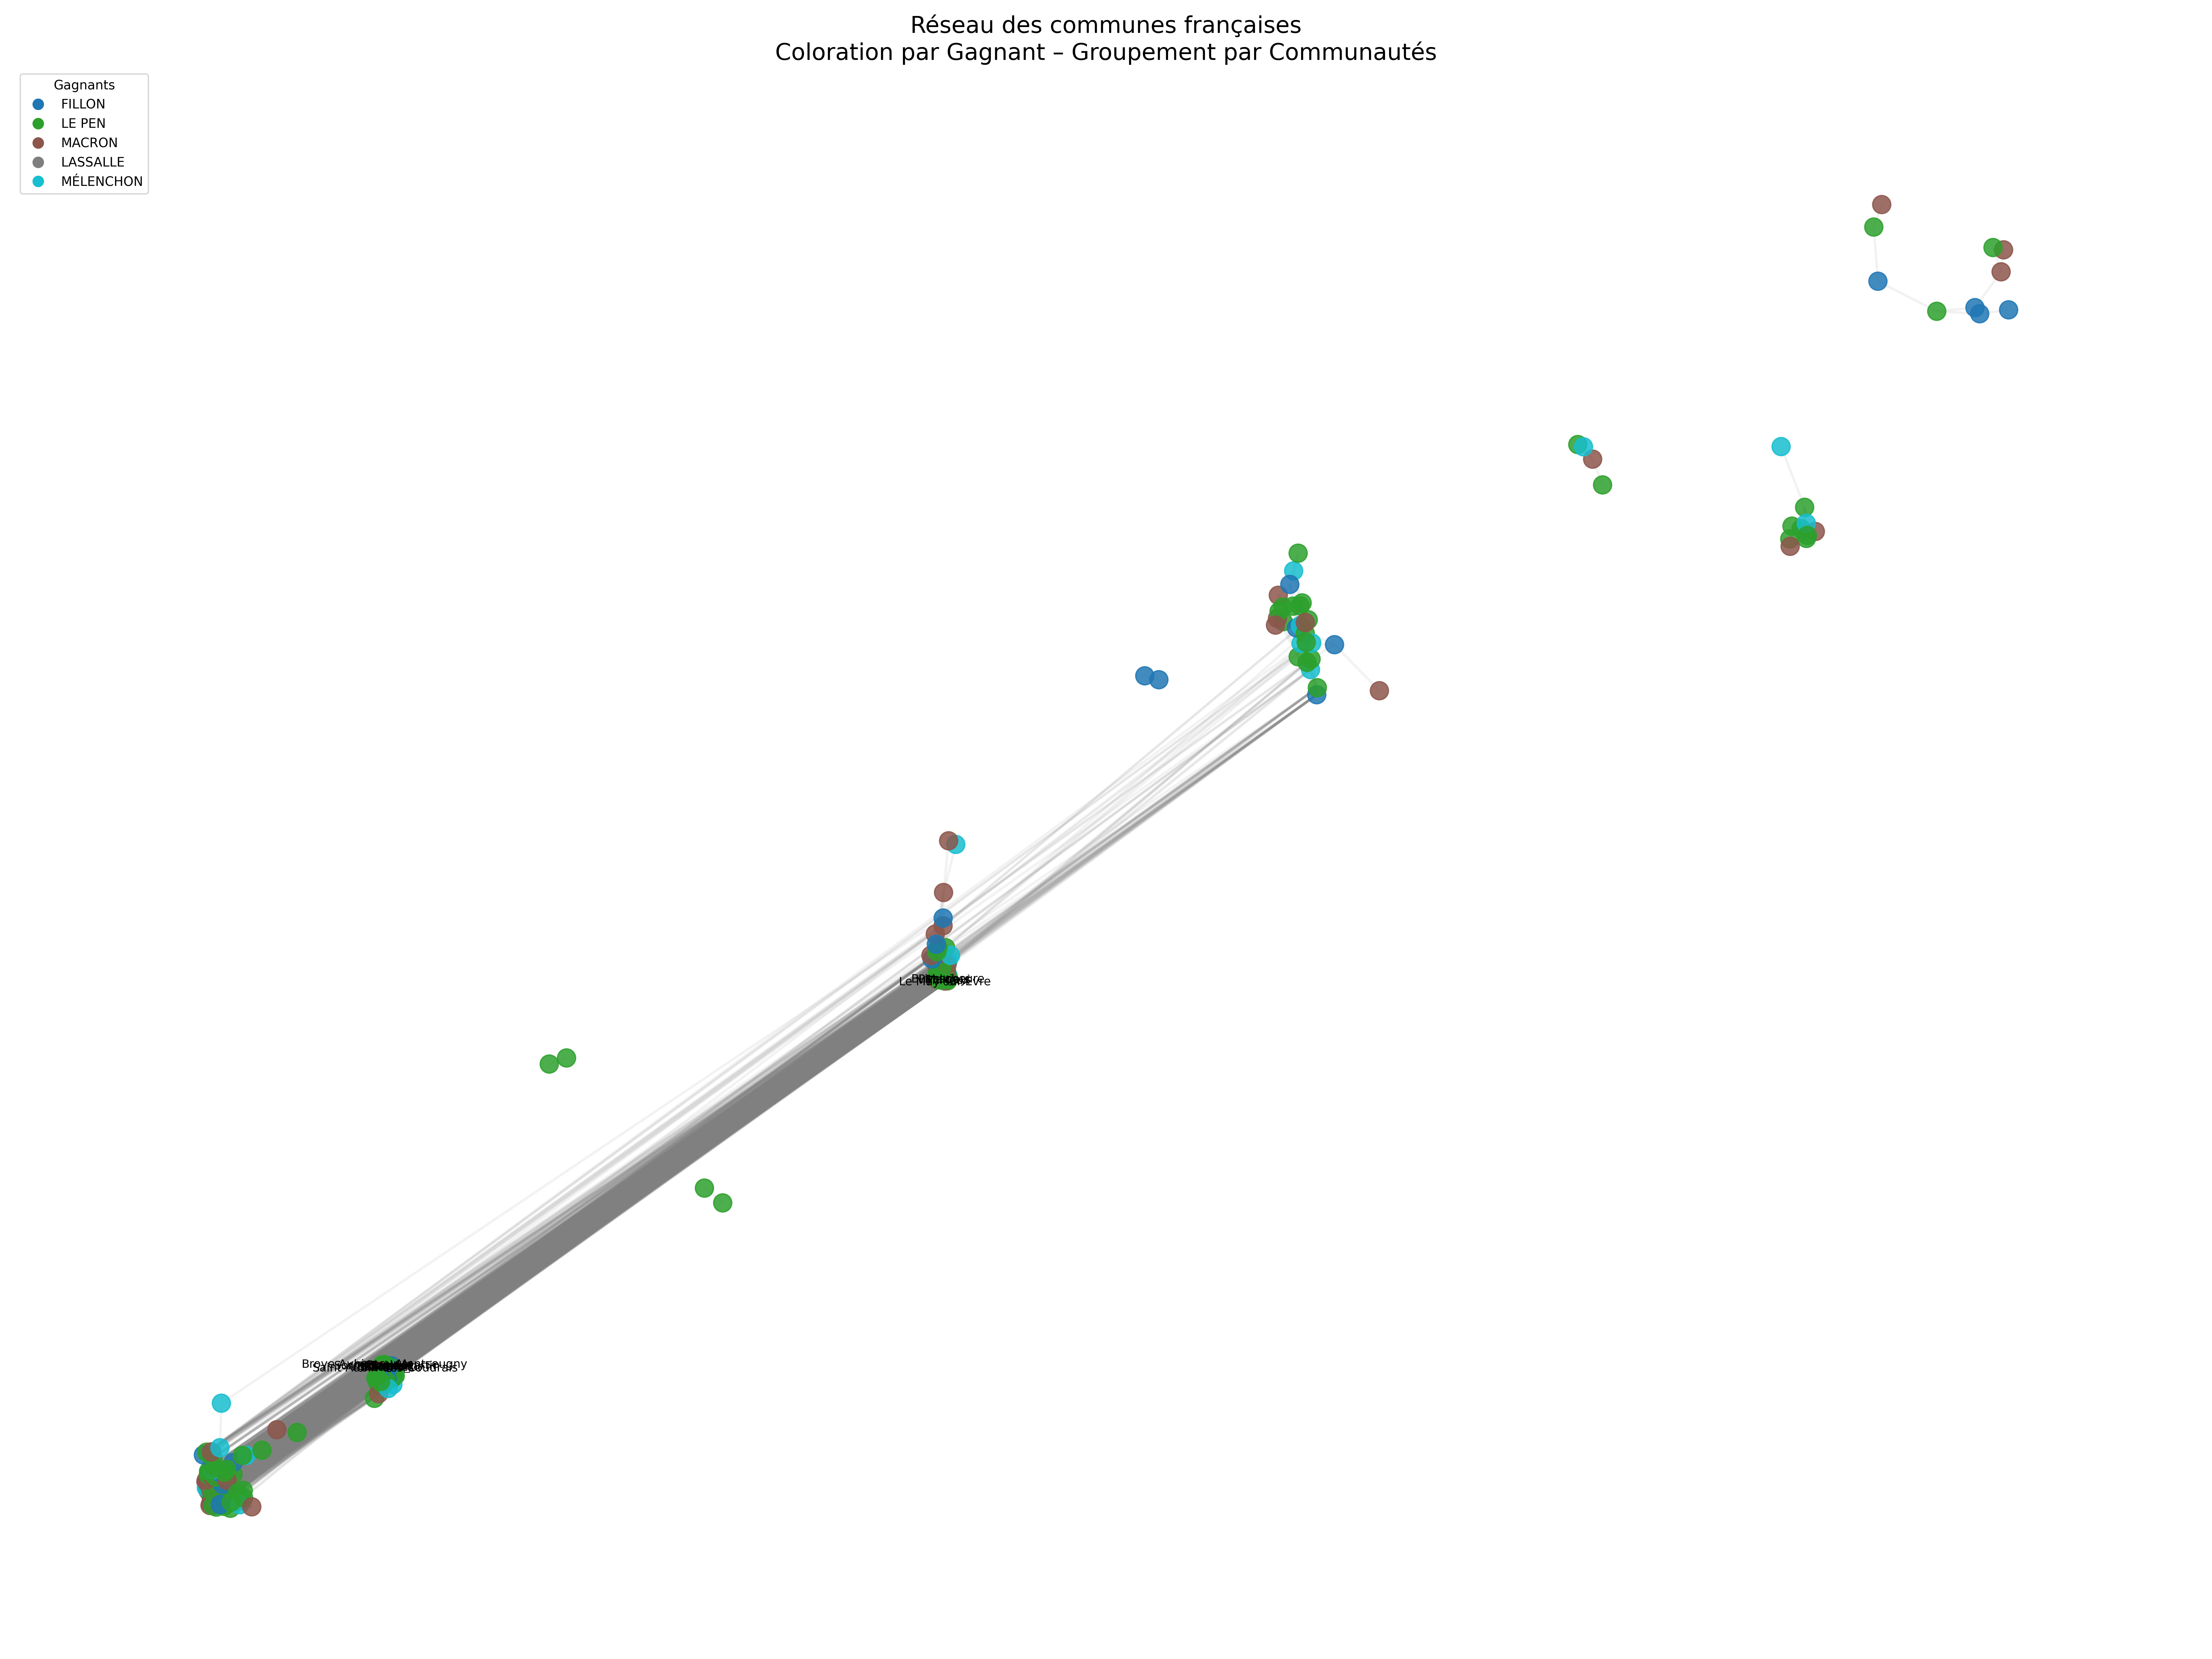 Réseau des communes françaises
Coloration par Gagnant – Groupement par Communautés
Gagnants
FILLON
LE PEN
MACRON
LASSALLE
MÉLENCHON